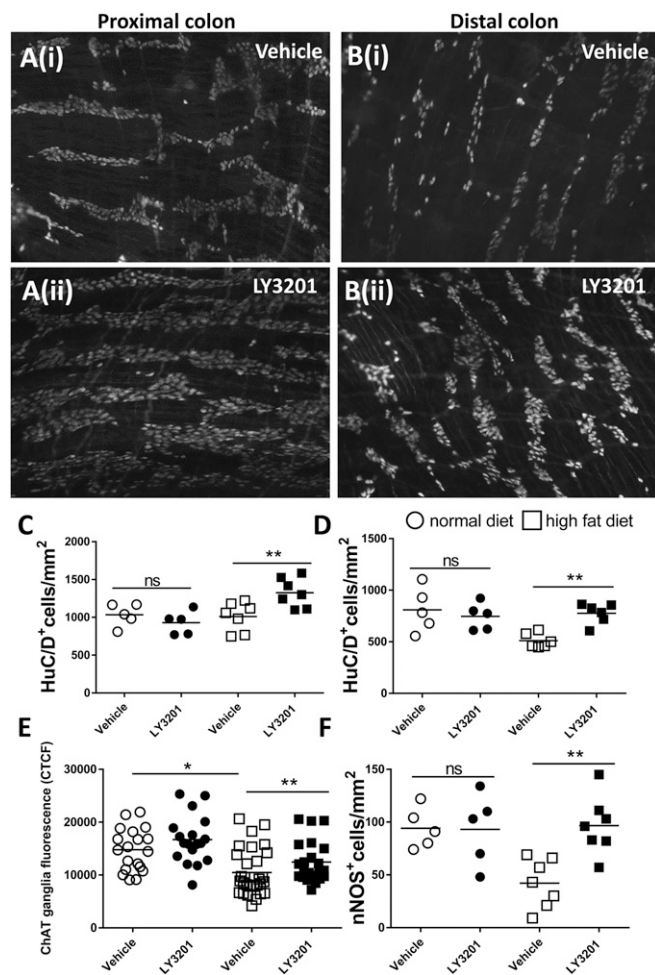 Proximal colon
Distal colon
A(i)
Vehicle
B(i)
Vehicle
A(ii)
LY3201
B(ii)
LY3201
C
HuC/D⁺cells/mm²
2000
1500
1000
500
0
ns
**
Vehicle
LY3201
Vehicle
LY3201
D
normal diet
high fat diet
HuC/D⁺cells/mm²
1500
1000
500
0
ns
**
Vehicle
LY3201
Vehicle
LY3201
E
ChAT ganglia fluorescence (CTCF)
30000
20000
10000
0
*
**
Vehicle
LY3201
Vehicle
LY3201
F
nNOS⁺cells/mm²
150
100
50
0
ns
**
Vehicle
LY3201
Vehicle
LY3201